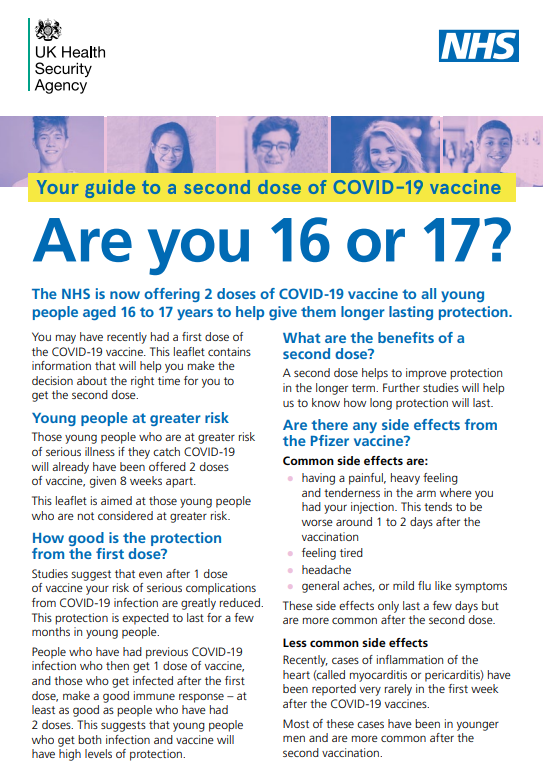 UK Health
Security
Agency
NHS
Your guide to a second dose of COVID-19 vaccine
Are you 16 or 17?
The NHS is now offering 2 doses of COVID-19 vaccine to all young
people aged 16 to 17 years to help give them longer lasting protection.
You may have recently had a first dose of
the COVID-19 vaccine. This leaflet contains
information that will help you make the
decision about the right time for you to
get the second dose.
Young people at greater risk
Those young people who are at greater risk
of serious illness if they catch COVID-19
will already have been offered 2 doses
of vaccine, given 8 weeks apart.
This leaflet is aimed at those young people
who are not considered at greater risk.
How good is the protection
from the first dose?
Studies suggest that even after 1 dose
of vaccine your risk of serious complications
from COVID-19 infection are greatly reduced.
This protection is expected to last for a few
months in young people.
People who have had previous COVID-19
infection who then get 1 dose of vaccine,
and those who get infected after the first
dose, make a good immune response – at
least as good as people who have had
2 doses. This suggests that young people
who get both infection and vaccine will
have high levels of protection.
What are the benefits of a
second dose?
A second dose helps to improve protection
in the longer term. Further studies will help
us to know how long protection will last.
Are there any side effects from
the Pfizer vaccine?
Common side effects are:
• having a painful, heavy feeling
and tenderness in the arm where you
had your injection. This tends to be
worse around 1 to 2 days after the
vaccination
• feeling tired
• headache
• general aches, or mild flu like symptoms
These side effects only last a few days but
are more common after the second dose.
Less common side effects
Recently, cases of inflammation of the
heart (called myocarditis or pericarditis) have
been reported very rarely in the first week
after the COVID-19 vaccines.
Most of these cases have been in younger
men and are more common after the
second vaccination.